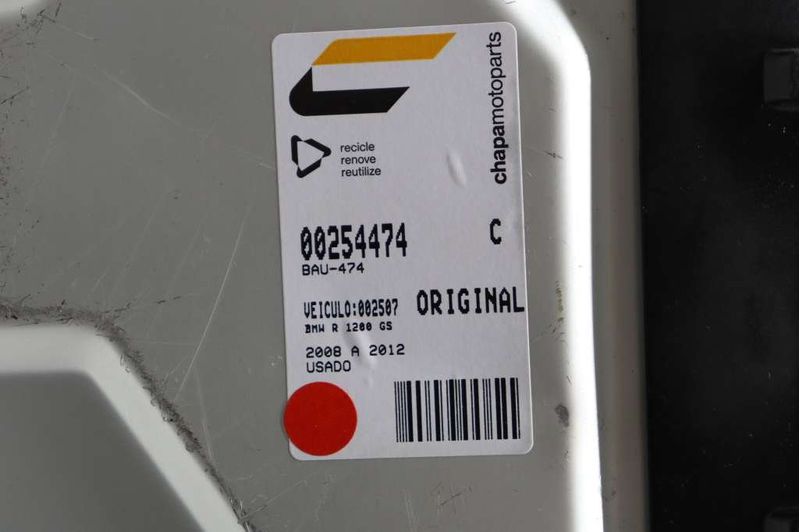 chapamotoparts
recicle
renove
reutilize
00254474 C
BAU-474
VEICULO:002507 ORIGINAL
BMW R 1200 GS
2008 A 2012
USADO